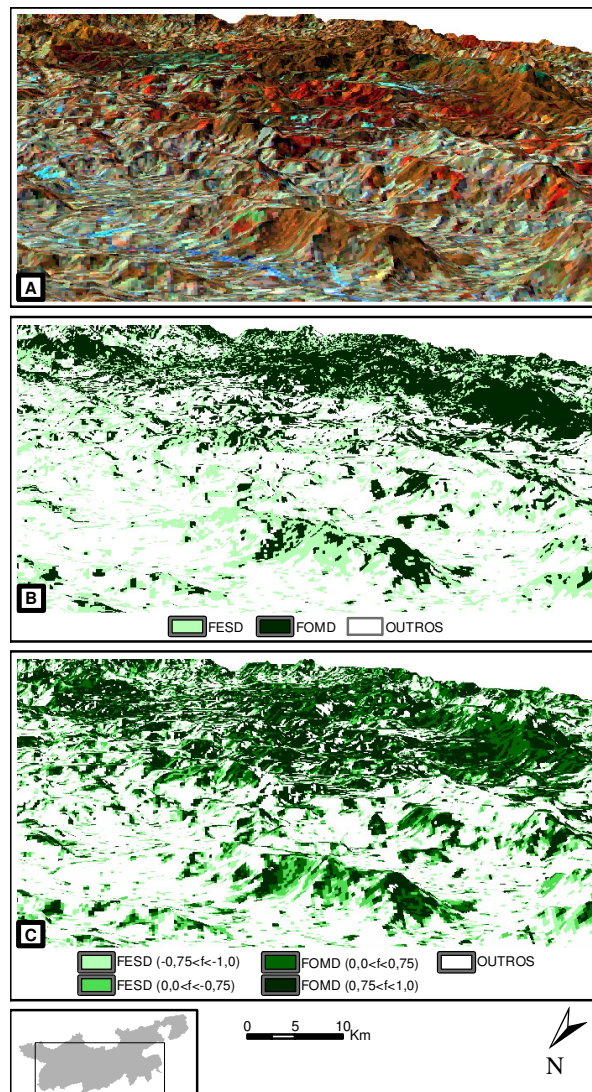 A
B
FESD FOMD OUTROS
C
FESD (-0,75<f<-1,0) FOMD (0,0<f<0,75) OUTROS
FESD (0,0<f<-0,75) FOMD (0,75<f<1,0)
0 5 10
Km
N